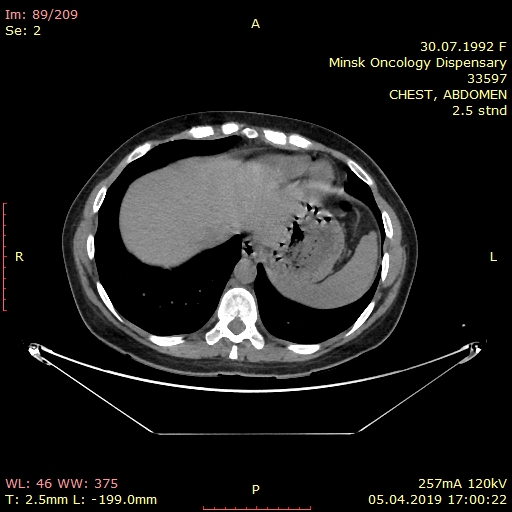 Im: 89/209
Se: 2
A
30.07.1992 F
Minsk Oncology Dispensary
33597
CHEST, ABDOMEN
2.5 stnd
R
L
WL: 46 WW: 375
T: 2.5mm L: -199.0mm
P
257mA 120kV
05.04.2019 17:00:22